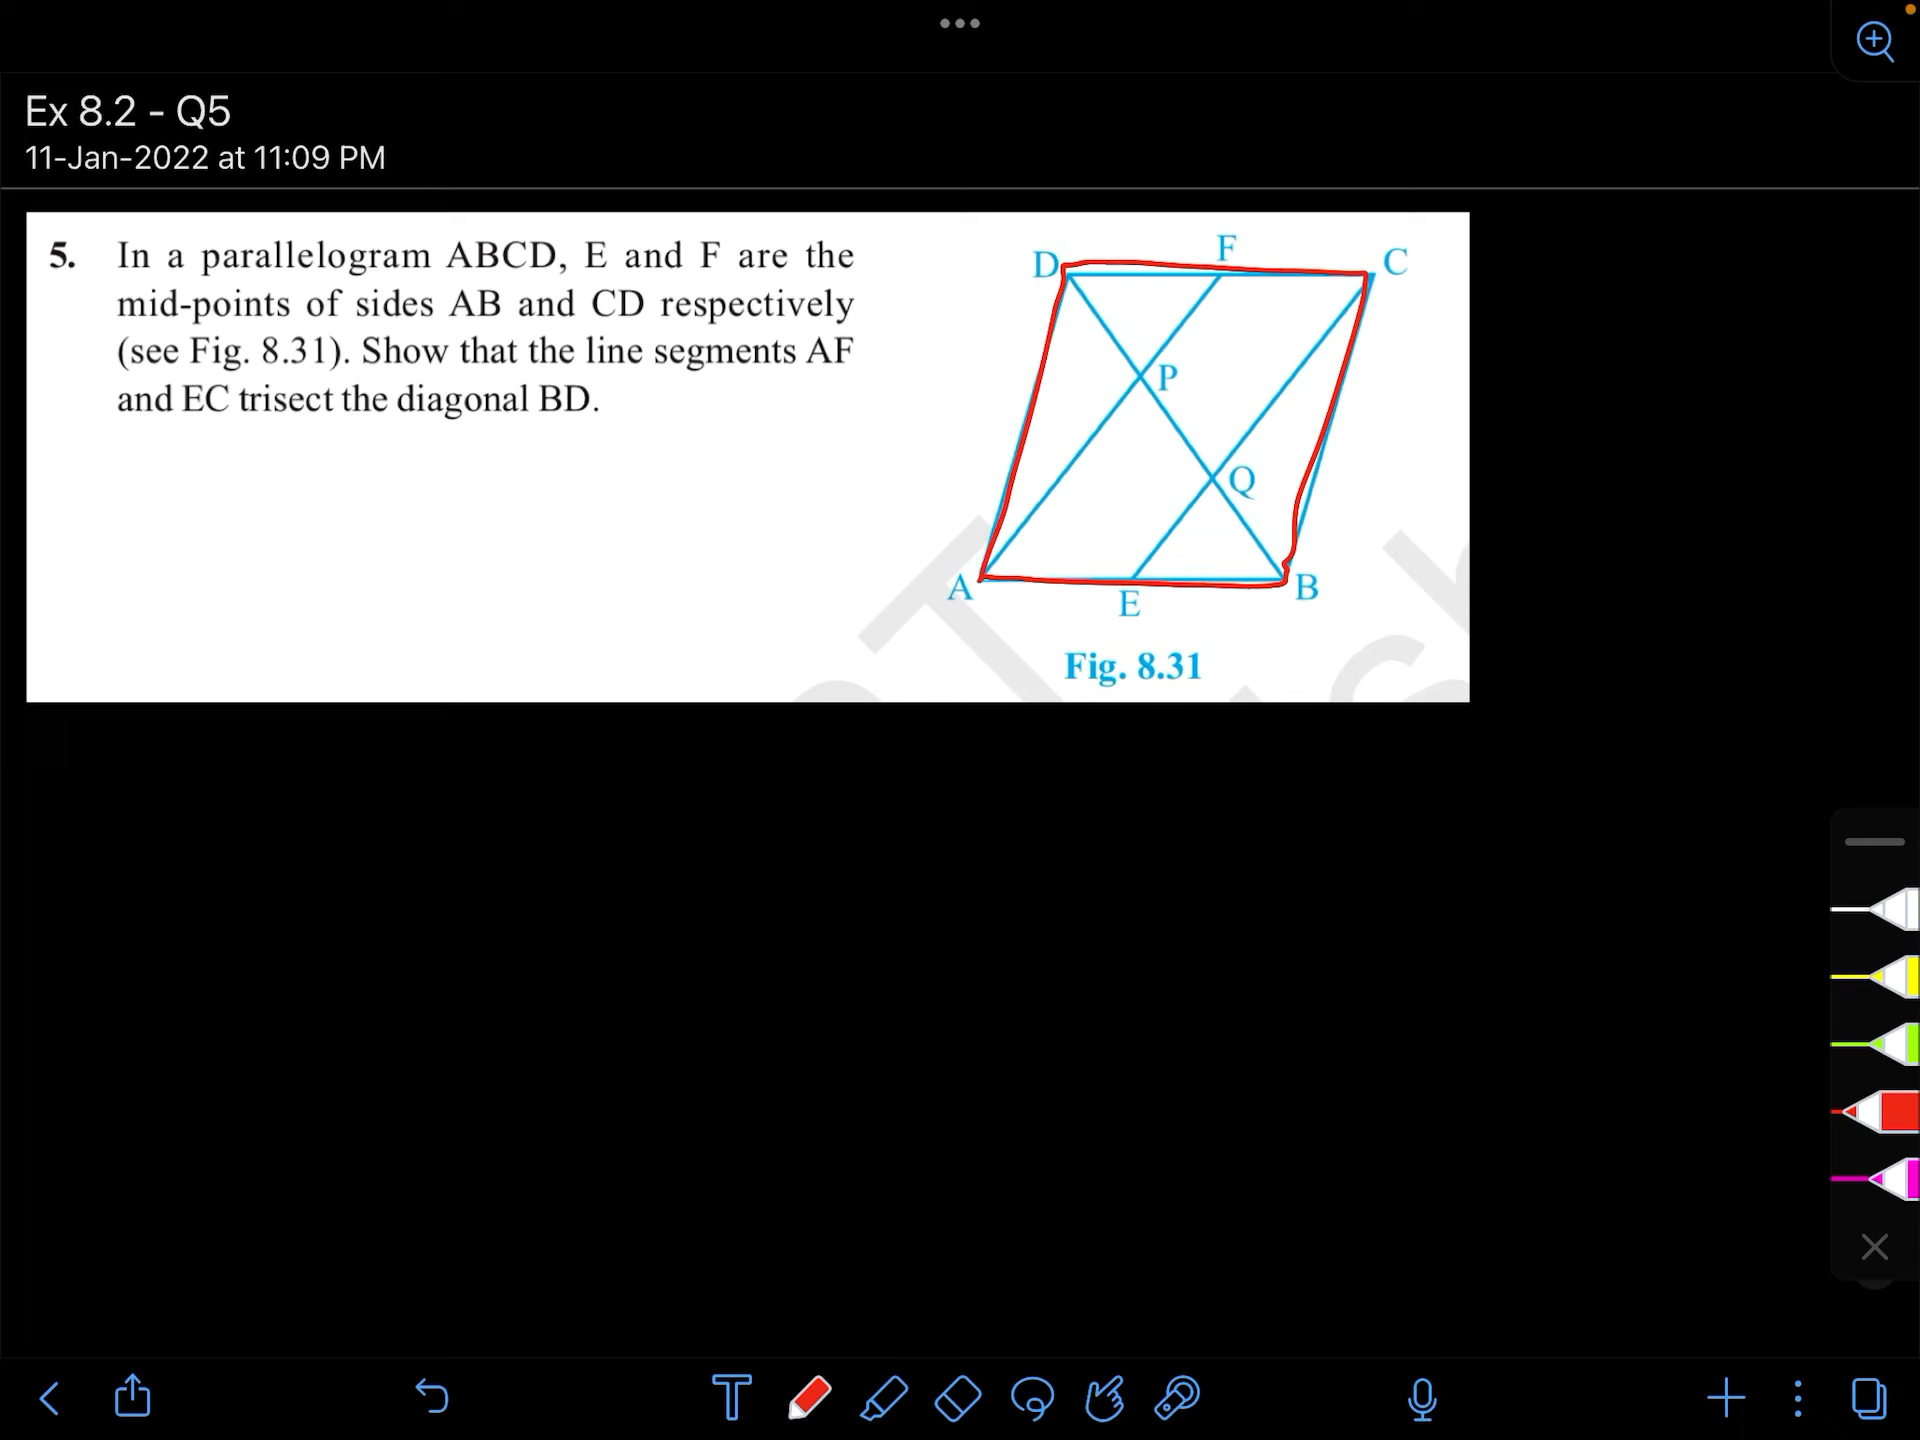 Ex 8.2 - Q5
11-Jan-2022 at 11:09 PM
5. In a parallelogram ABCD, E and F are the
mid-points of sides AB and CD respectively
(see Fig. 8.31). Show that the line segments AF
and EC trisect the diagonal BD.
D F C
P
Q
A E B
Fig. 8.31